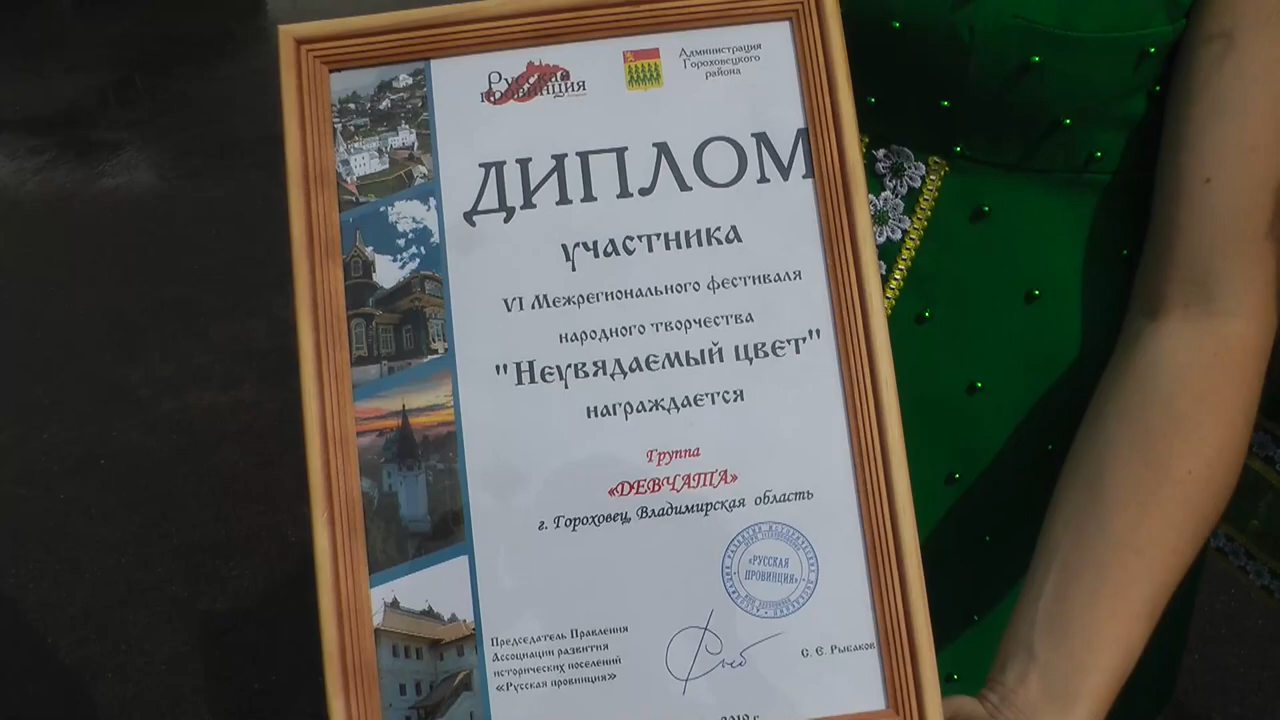 Русская
провинция
Администрация
Гороховецкого
района
ДИПЛОМ
участника
VI Межрегионального фестиваля
народного творчества
"Неувядаемый цвет"
награждается
Группа
«ДЕВЧАТА»
г. Гороховец, Владимирская область
«РУССКАЯ
ПРОВИНЦИЯ»
Председатель Правления
Ассоциации развития
исторических поселений
«Русская провинция»
С. Е. Рыбаков
2019 г.